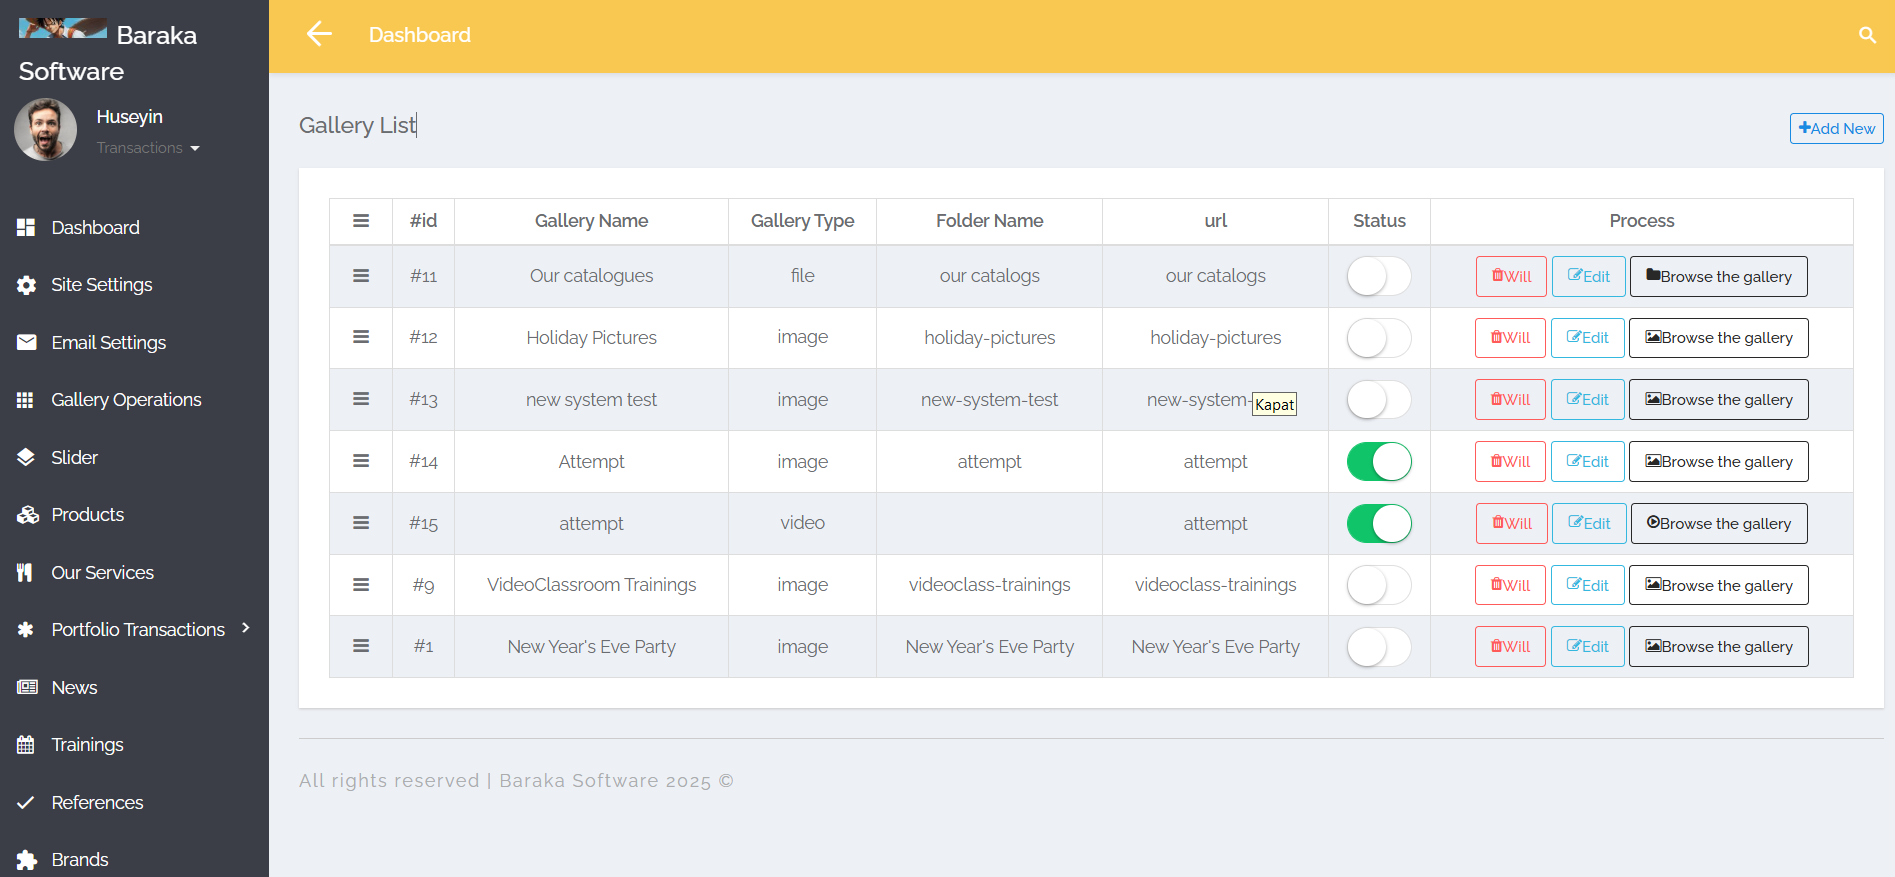 Baraka
Software
Huseyin
Transactions
Dashboard
Site Settings
Email Settings
Gallery Operations
Slider
Products
Our Services
Portfolio Transactions
News
Trainings
References
Brands
Dashboard
Gallery List
Add New
#id Gallery Name Gallery Type Folder Name url Status Process
#11 Our catalogues file our catalogs our catalogs Will Edit Browse the gallery
#12 Holiday Pictures image holiday-pictures holiday-pictures Will Edit Browse the gallery
#13 new system test image new-system-test new-system- Will Edit Browse the gallery
Kapat
#14 Attempt image attempt attempt Will Edit Browse the gallery
#15 attempt video attempt Will Edit Browse the gallery
#9 VideoClassroom Trainings image videoclass-trainings videoclass-trainings Will Edit Browse the gallery
#1 New Year's Eve Party image New Year's Eve Party New Year's Eve Party Will Edit Browse the gallery
All rights reserved | Baraka Software 2025 ©